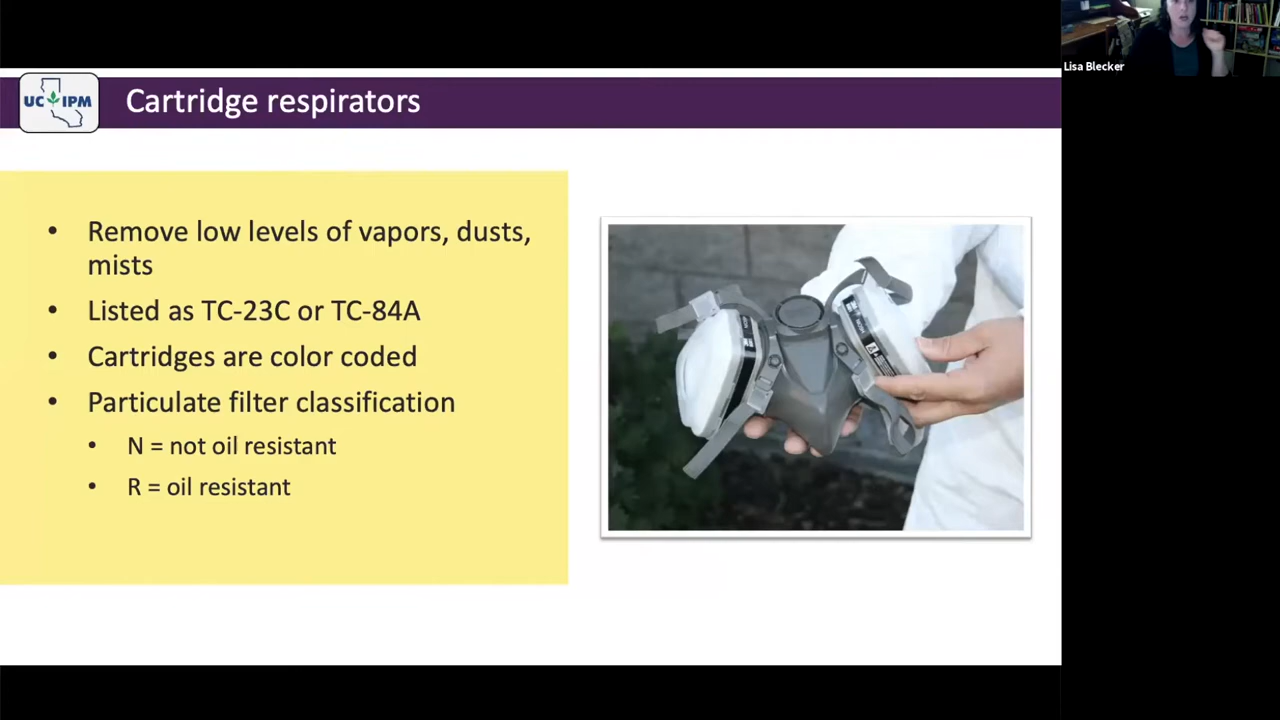 Lisa Blecker
UC IPM
Cartridge respirators
• Remove low levels of vapors, dusts,
mists
• Listed as TC-23C or TC-84A
• Cartridges are color coded
• Particulate filter classification
• N = not oil resistant
• R = oil resistant